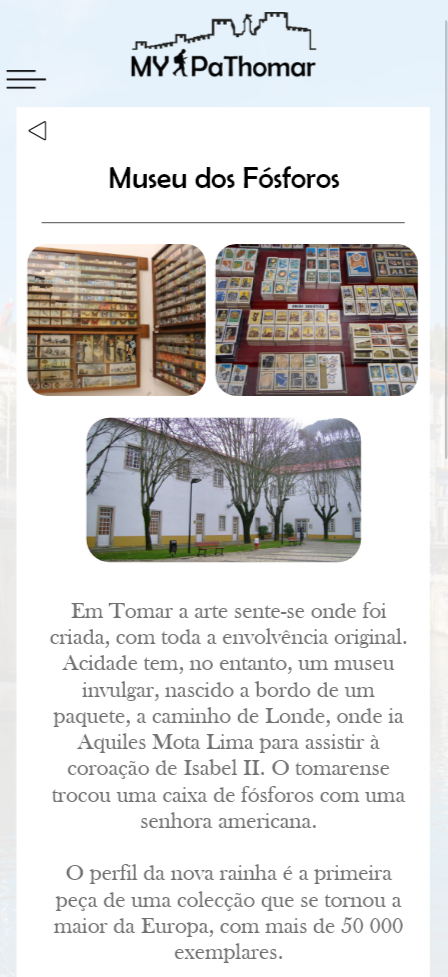 MY PaThomar
Museu dos Fósforos
Em Tomar a arte sente-se onde foi
criada, com toda a envolvência original.
Acidade tem, no entanto, um museu
invulgar, nascido a bordo de um
paquete, a caminho de Londe, onde ia
Aquiles Mota Lima para assistir à
coroação de Isabel II. O tomarense
trocou uma caixa de fósforos com uma
senhora americana.
O perfil da nova rainha é a primeira
peça de uma colecção que se tornou a
maior da Europa, com mais de 50 000
exemplares.